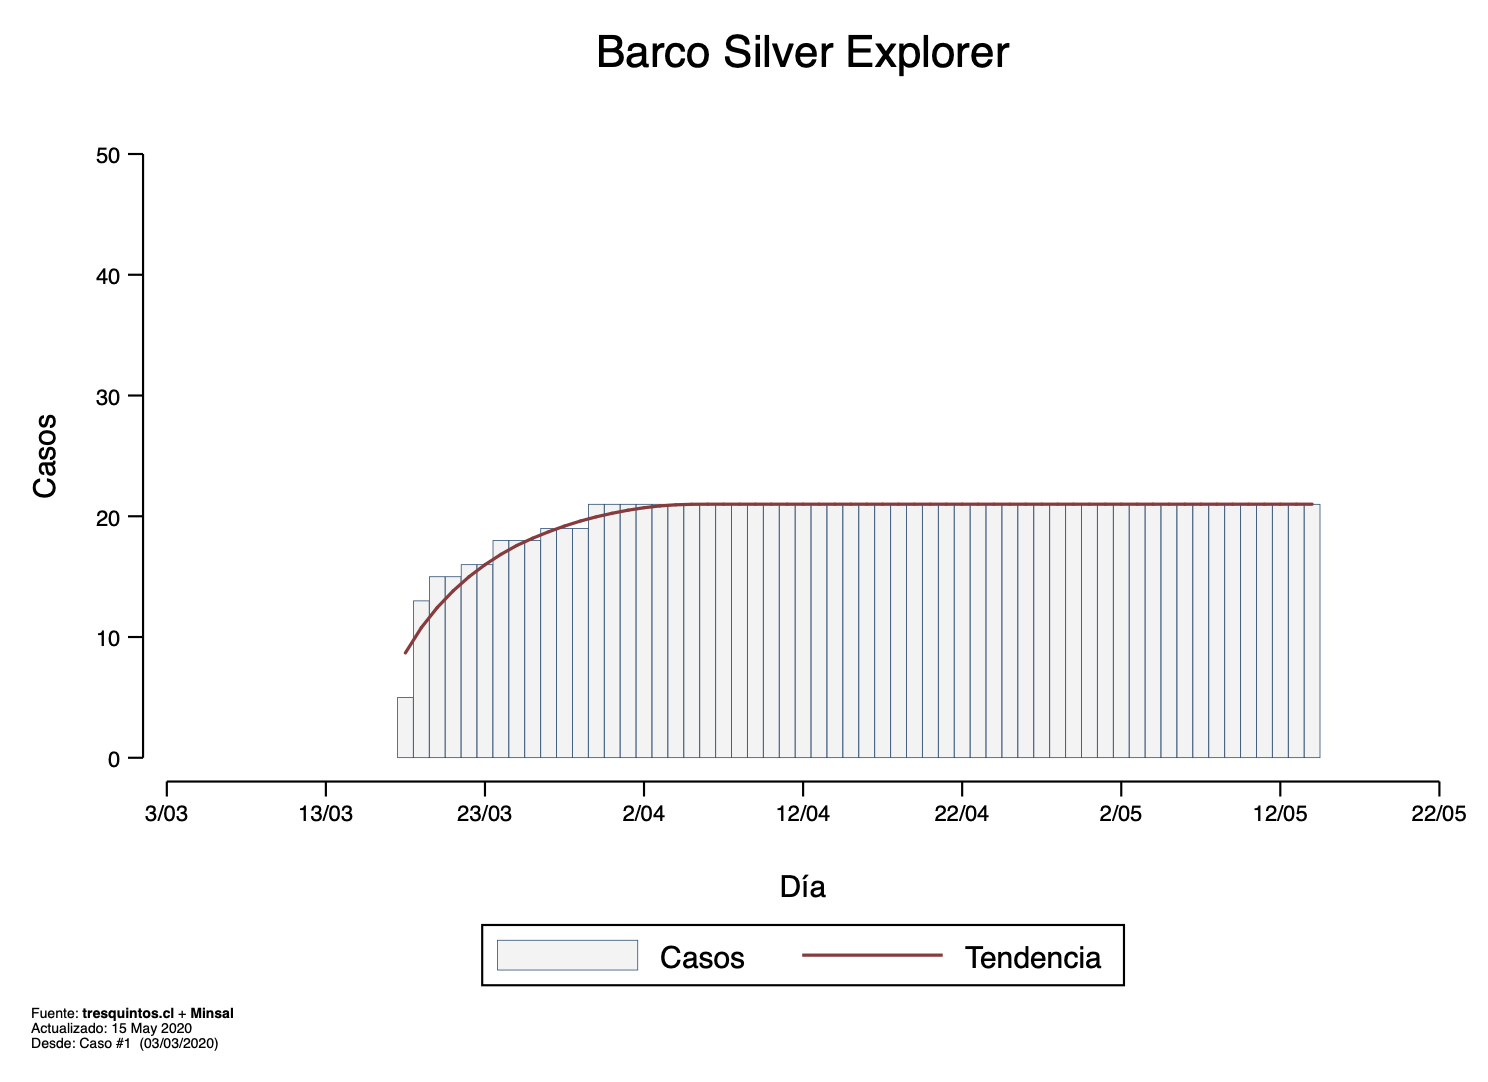 Barco Silver Explorer
50
40
30
20
10
0
Casos
3/03 13/03 23/03 2/04 12/04 22/04 2/05 12/05 22/05
Día
Casos Tendencia
Fuente: tresquintos.cl + Minsal
Actualizado: 15 May 2020
Desde: Caso #1 (03/03/2020)